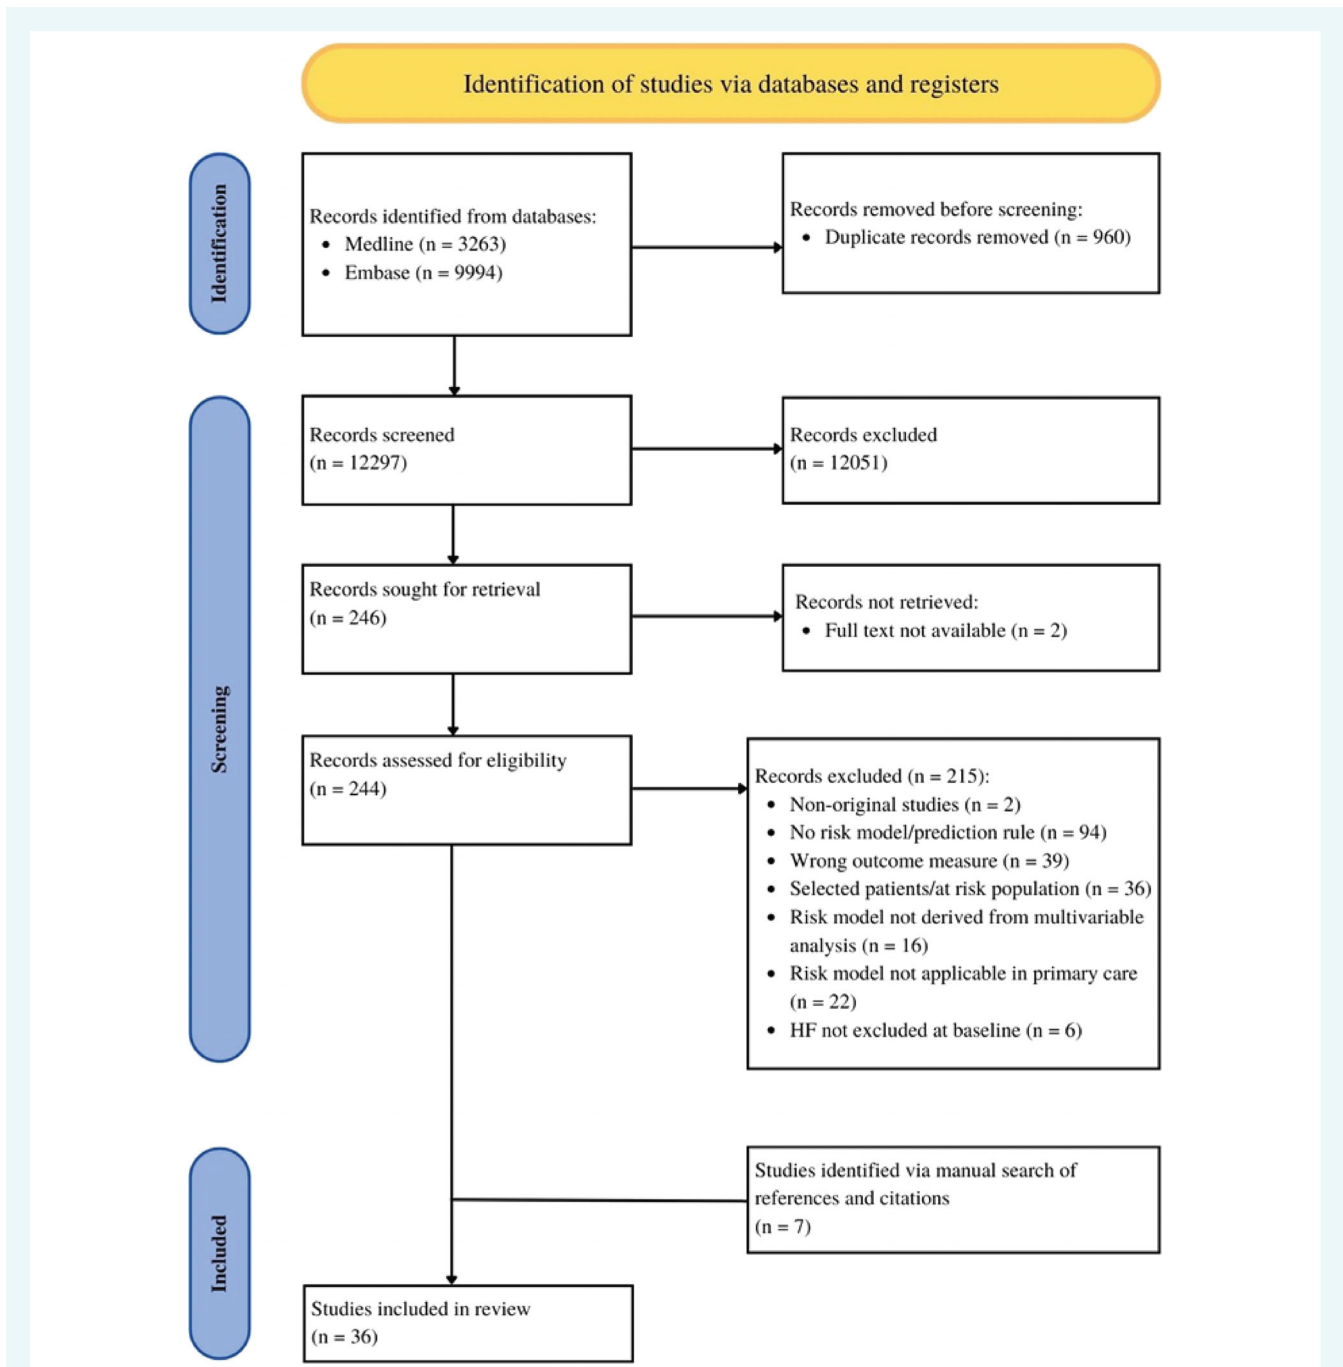 Identification of studies via databases and registers
Identification
Records identified from databases:
• Medline (n = 3263)
• Embase (n = 9994)
Records removed before screening:
• Duplicate records removed (n = 960)
Screening
Records screened
(n = 12297)
Records excluded
(n = 12051)
Records sought for retrieval
(n = 246)
Records not retrieved:
• Full text not available (n = 2)
Records assessed for eligibility
(n = 244)
Records excluded (n = 215):
• Non-original studies (n = 2)
• No risk model/prediction rule (n = 94)
• Wrong outcome measure (n = 39)
• Selected patients/at risk population (n = 36)
• Risk model not derived from multivariable
analysis (n = 16)
• Risk model not applicable in primary care
(n = 22)
• HF not excluded at baseline (n = 6)
Included
Studies identified via manual search of
references and citations
(n = 7)
Studies included in review
(n = 36)